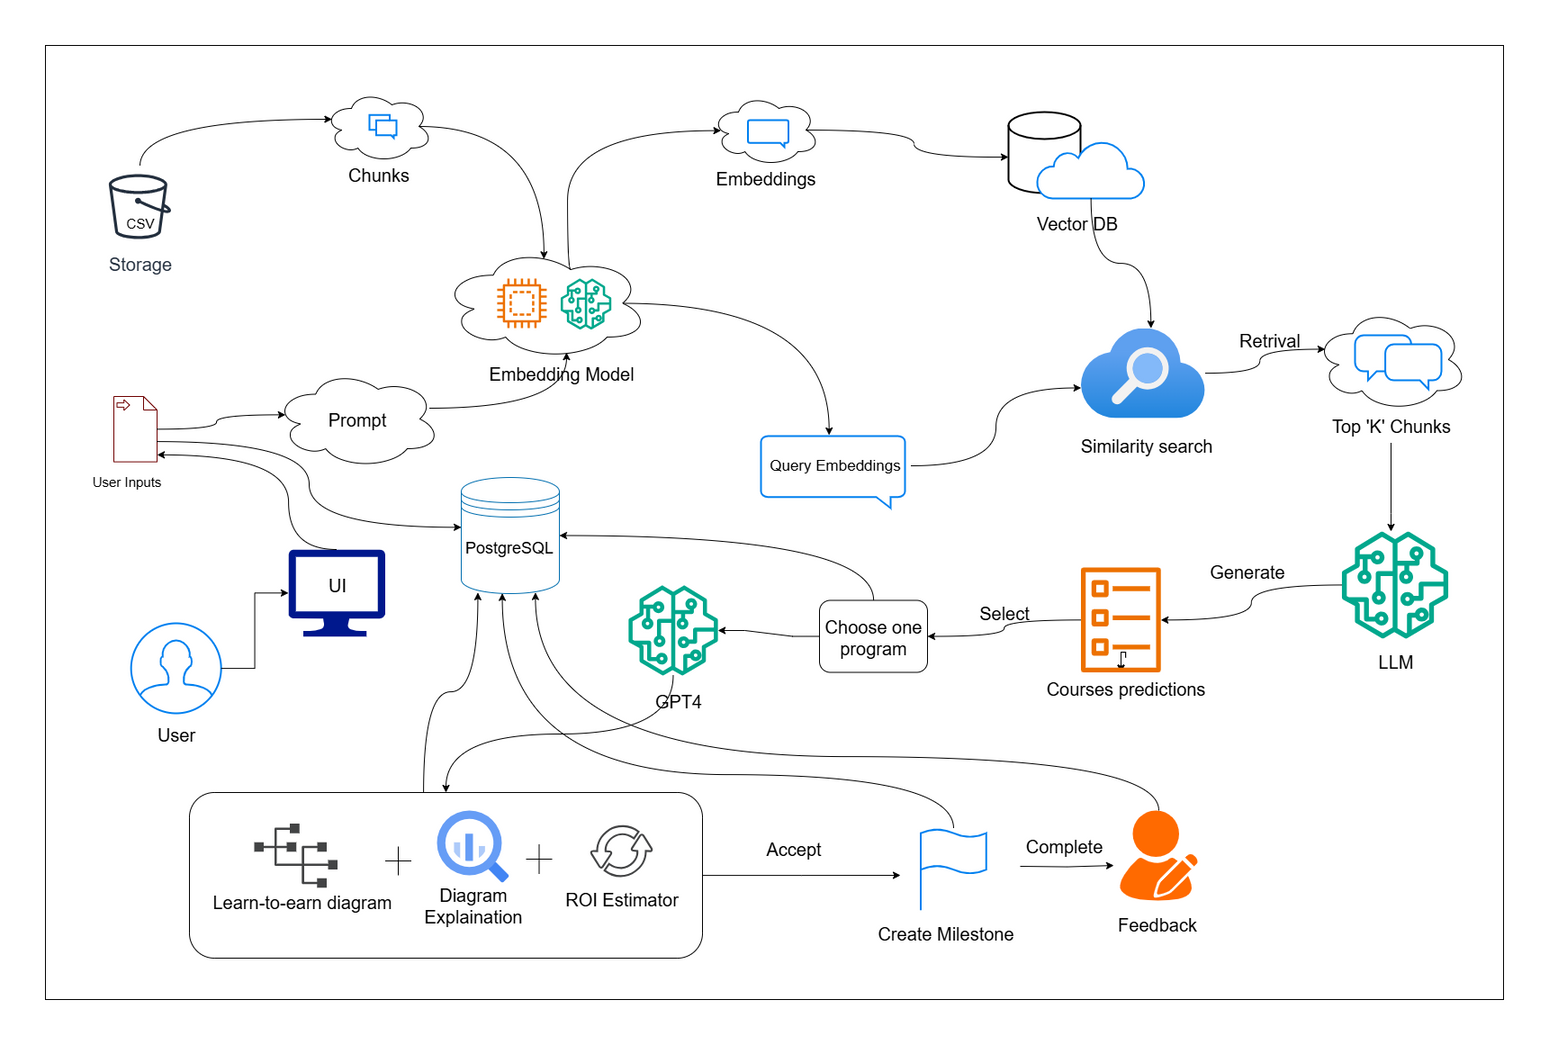 Chunks
Embeddings
CSV
Storage
Vector DB
Embedding Model
Retrival
Prompt
Top 'K' Chunks
Similarity search
Query Embeddings
User Inputs
PostgreSQL
UI
Generate
Select
Choose one
program
LLM
Courses predictions
GPT4
User
Accept
Complete
Learn-to-earn diagram
Diagram
Explaination
ROI Estimator
Create Milestone
Feedback